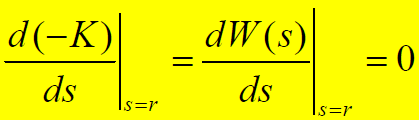 d(-K)/ds|s=r = dW(s)/ds|s=r = 0